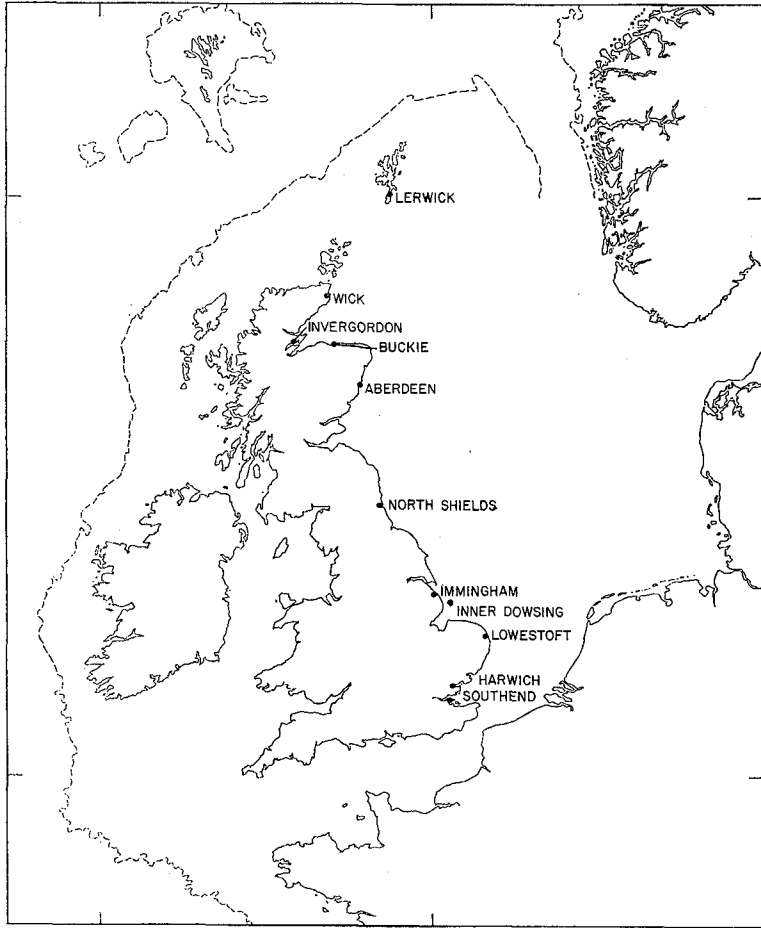 LERWICK
WICK
INVERGORDON
BUCKIE
ABERDEEN
NORTH SHIELDS
IMMINGHAM
INNER DOWSING
LOWESTOFT
HARWICH
SOUTHEND